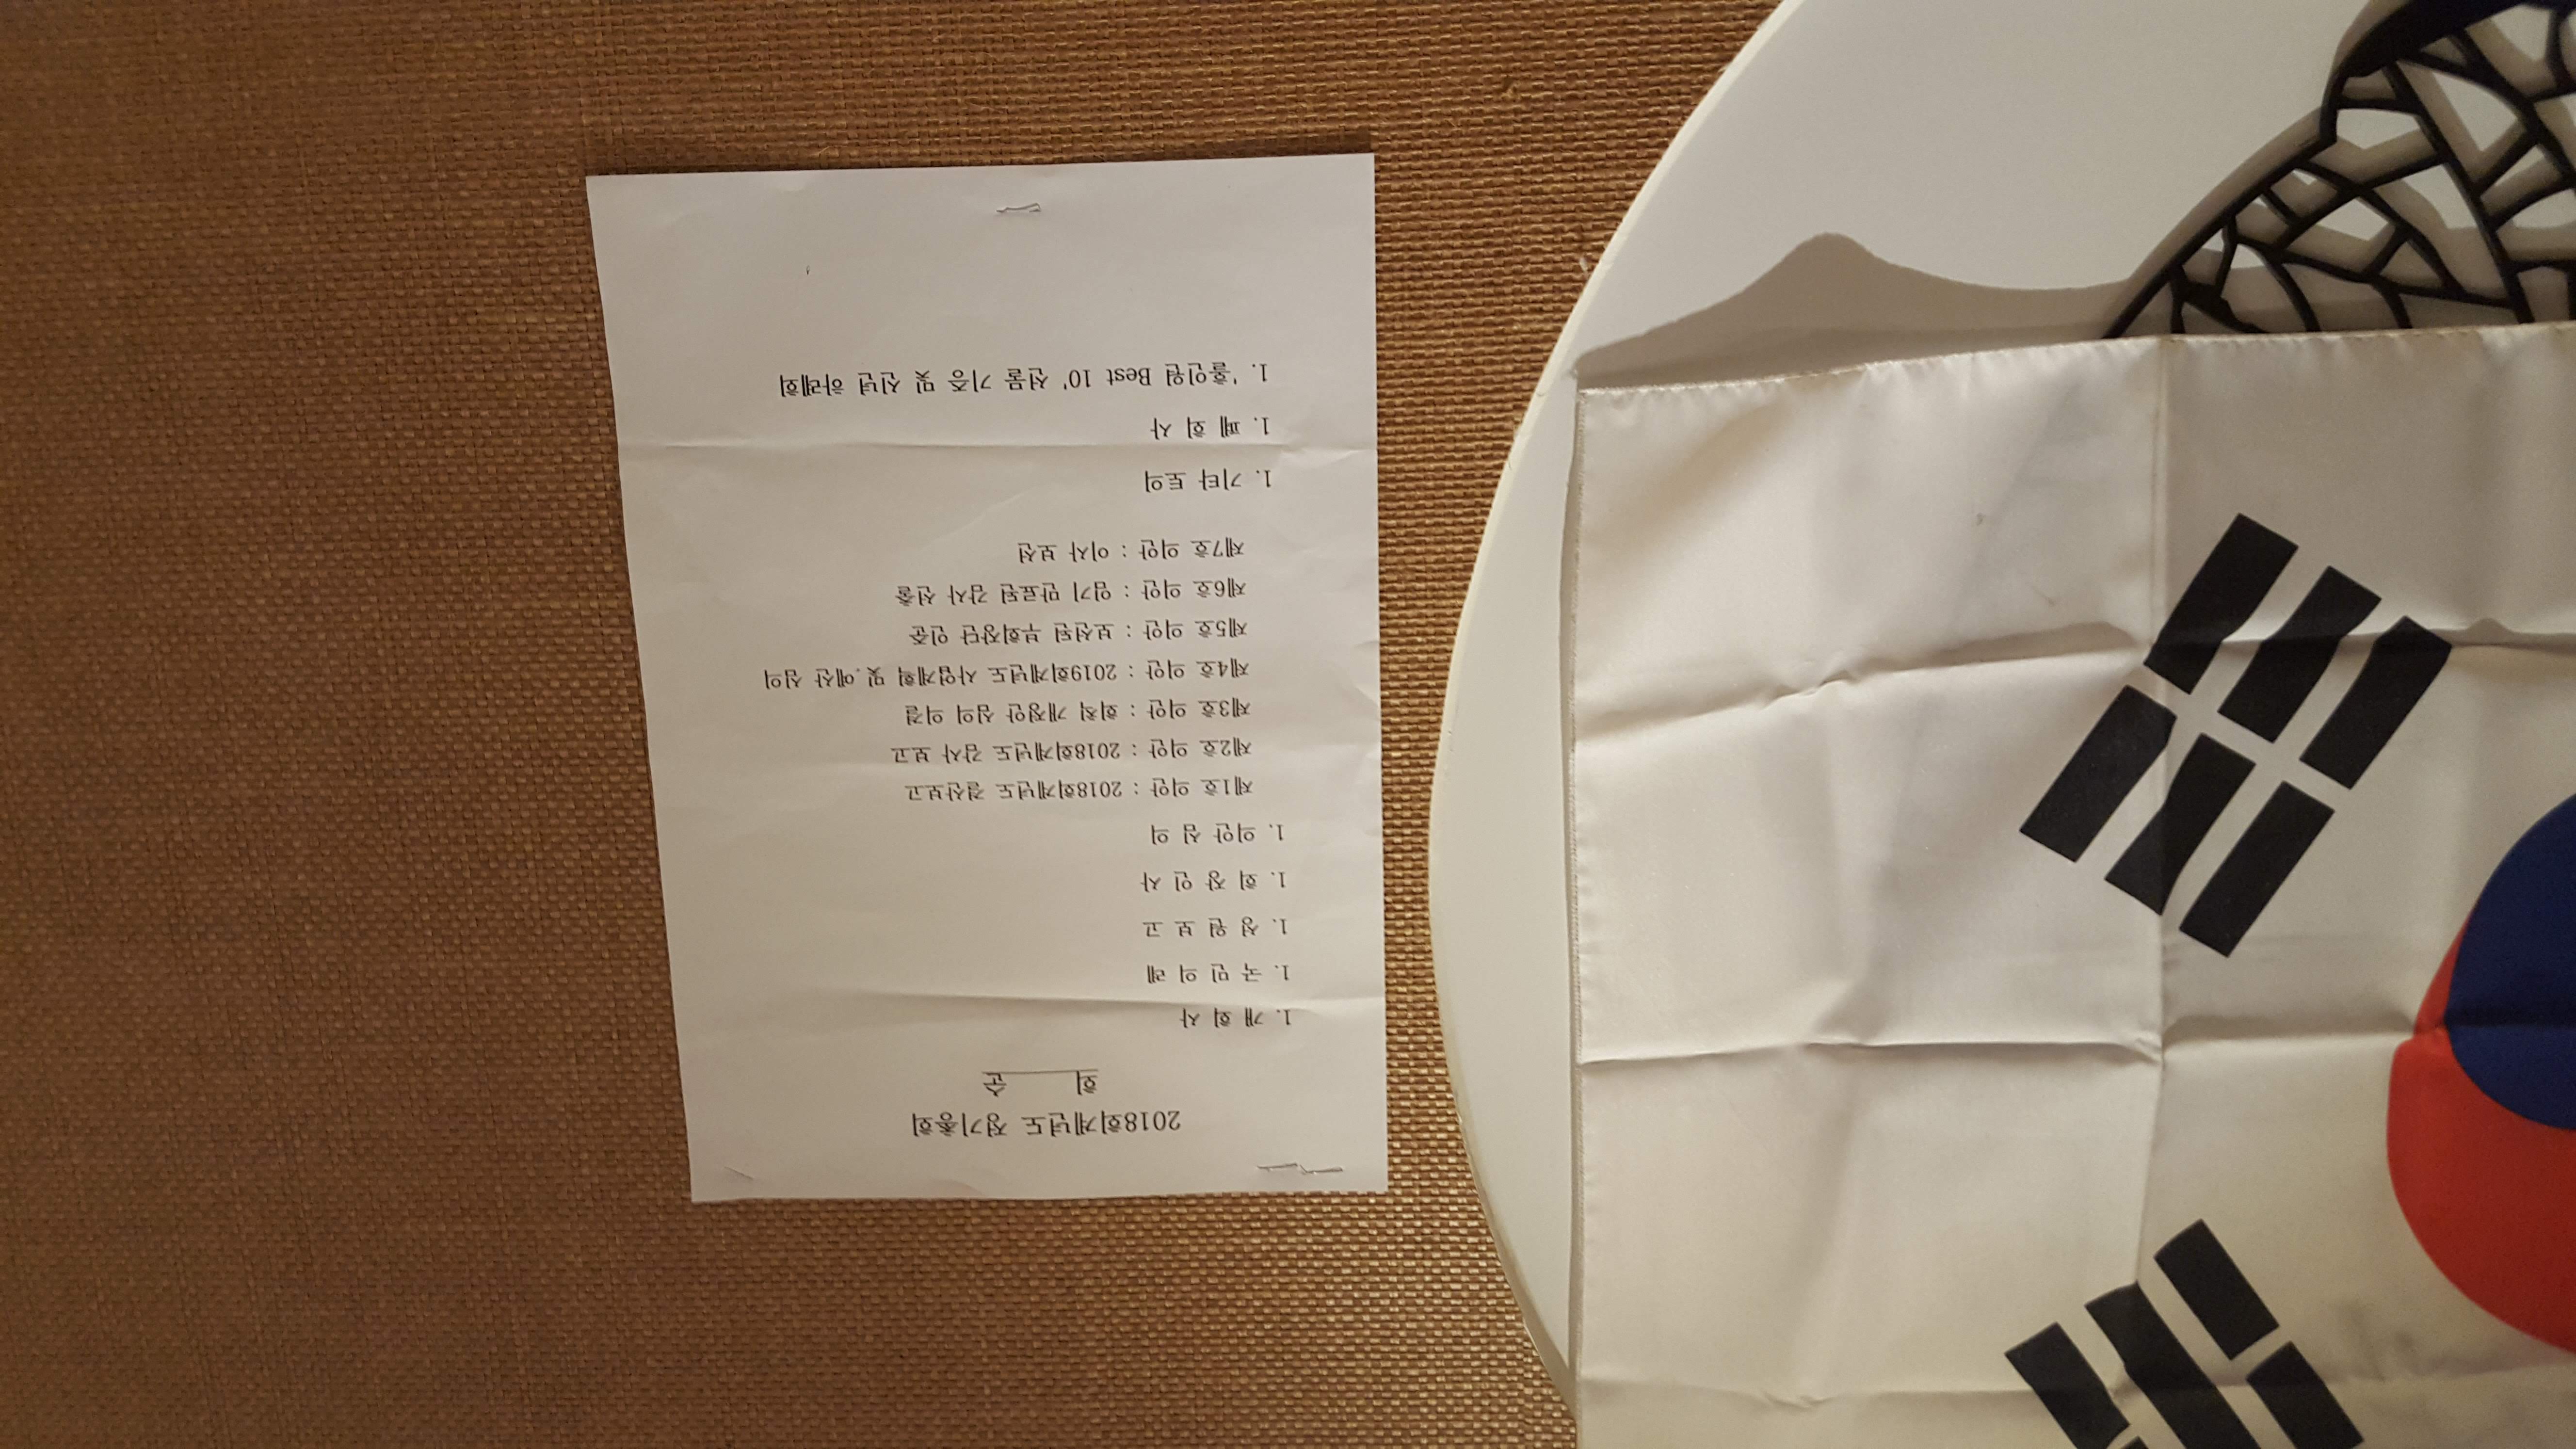 2018회계년도 정기총회
회 순
1. 개 회 사
1. 국 민 의 례
1. 성 원 보 고
1. 회 장 인 사
1. 의안 심 의
제1호 의안 : 2018회계년도 결산보고
제2호 의안 : 2018회계년도 감사 보고
제3호 의안 : 회칙 개정안 심의 의결
제4호 의안 : 2019회계년도 사업계획 및.예산 심의
제5호 의안 : 보선된 부회장단 인준
제6호 의안 : 임기 만료된 감사 선출
제7호 의안 : 이사 보선
1. 기타 토의
1. 폐 회 사
1. '홀인원 Best 10' 선물 기증 및 신년 하례회